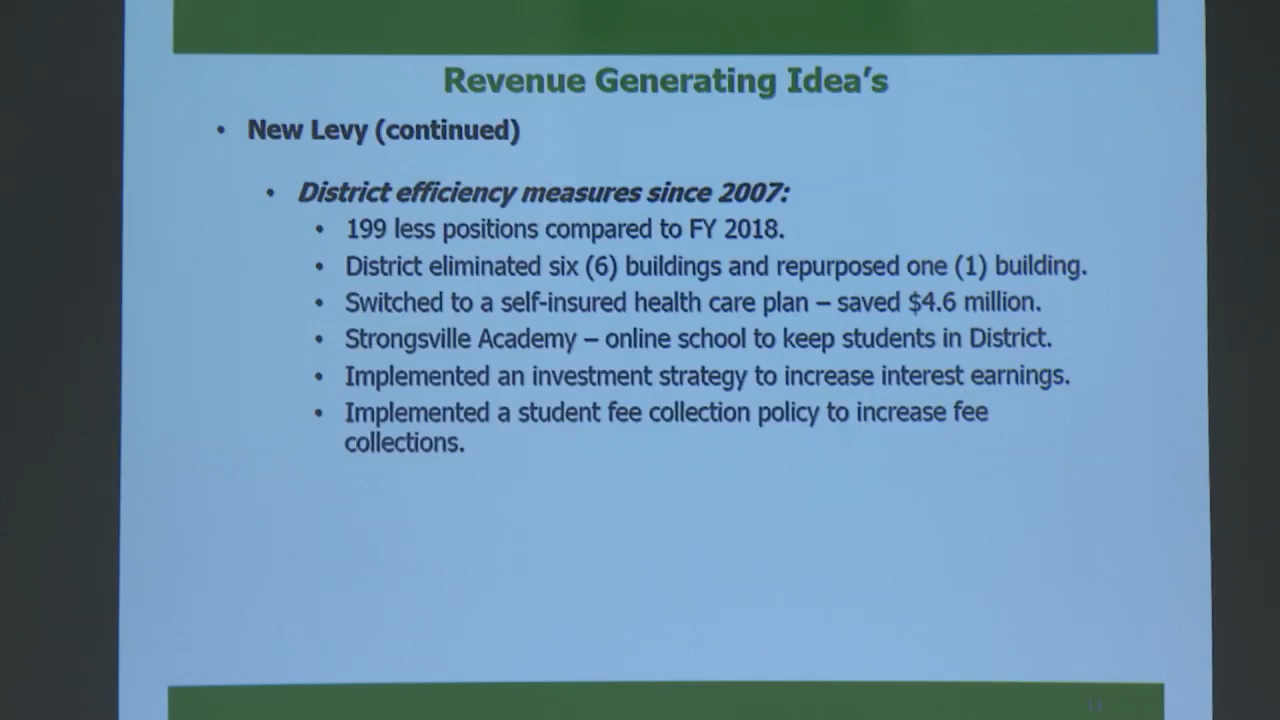 Revenue Generating Idea's
• New Levy (continued)
• District efficiency measures since 2007:
• 199 less positions compared to FY 2018.
• District eliminated six (6) buildings and repurposed one (1) building.
• Switched to a self-insured health care plan – saved $4.6 million.
• Strongsville Academy – online school to keep students in District.
• Implemented an investment strategy to increase interest earnings.
• Implemented a student fee collection policy to increase fee
collections.
11